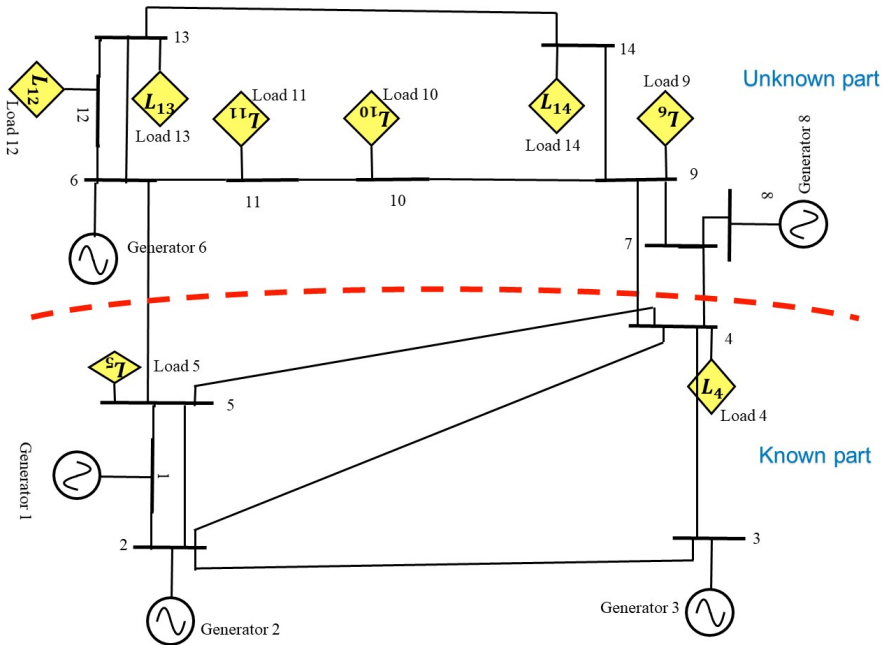 13
14
Unknown part
L12
Load 12
12
L13
Load 13
L11
Load 11
L10
Load 10
L14
Load 14
Load 9
L9
Generator 8
8
6
11
10
9
7
Generator 6
4
L5
Load 5
5
L4
Load 4
Known part
Generator 1
1
2
3
Generator 2
Generator 3